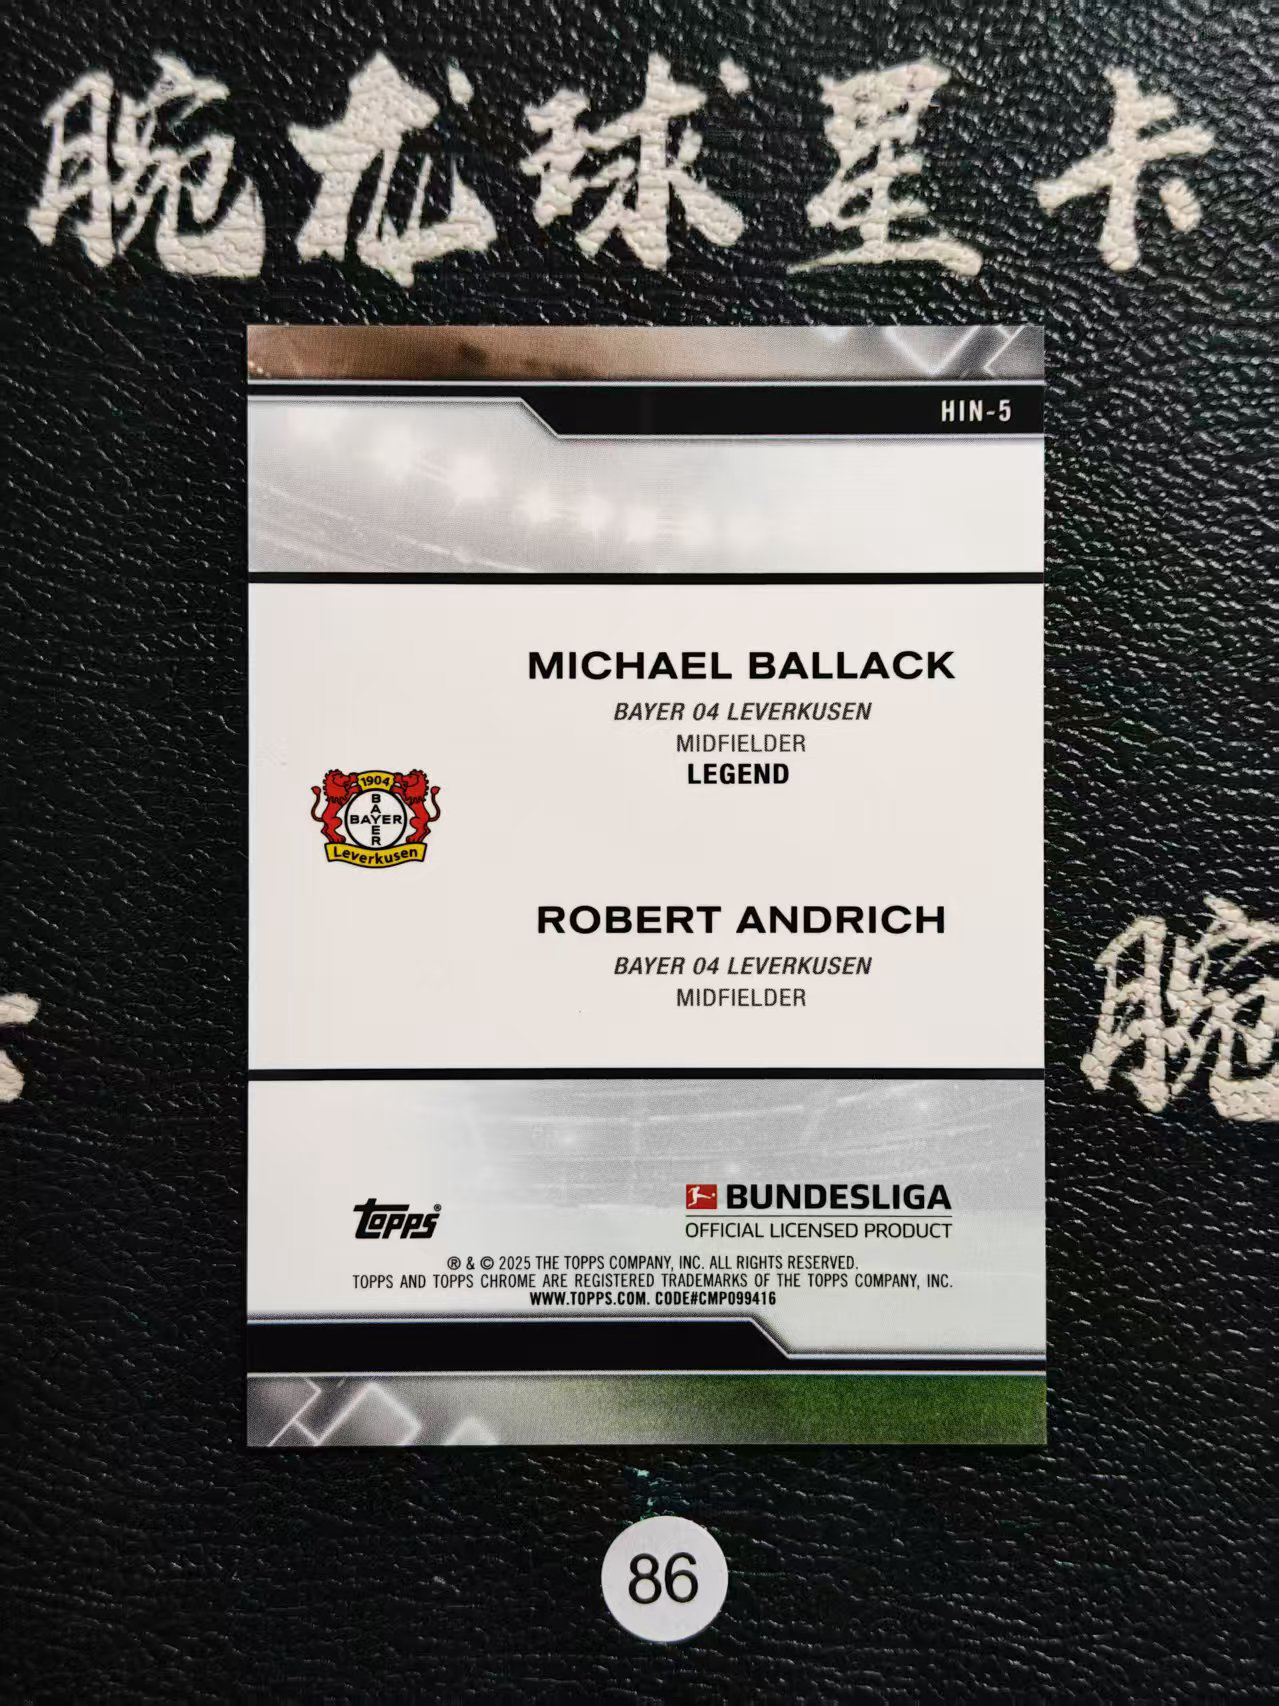 腕龙球星卡
HIN-5
MICHAEL BALLACK
BAYER 04 LEVERKUSEN
MIDFIELDER
LEGEND
1904
BAYER
BAYER
Leverkusen
ROBERT ANDRICH
BAYER 04 LEVERKUSEN
MIDFIELDER
腕
topps®
BUNDESLIGA
OFFICIAL LICENSED PRODUCT
® & © 2025 THE TOPPS COMPANY, INC. ALL RIGHTS RESERVED.
TOPPS AND TOPPS CHROME ARE REGISTERED TRADEMARKS OF THE TOPPS COMPANY, INC.
WWW.TOPPS.COM. CODE#CMP099416
86